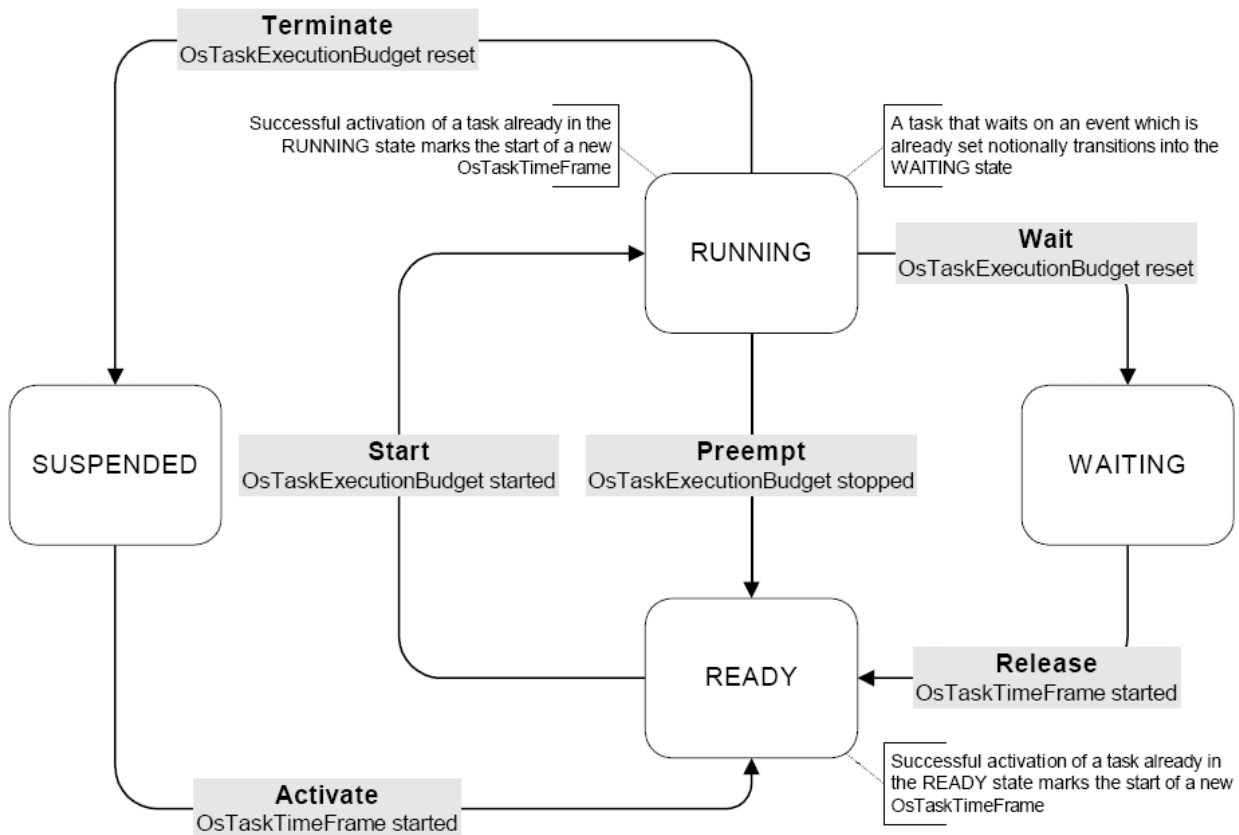 Terminate
OsTaskExecutionBudget reset
Successful activation of a task already in the
RUNNING state marks the start of a new
OsTaskTimeFrame
A task that waits on an event which is
already set notionally transitions into the
WAITING state
RUNNING
Wait
OsTaskExecutionBudget reset
SUSPENDED
Start
OsTaskExecutionBudget started
Preempt
OsTaskExecutionBudget stopped
WAITING
READY
Release
OsTaskTimeFrame started
Successful activation of a task already in
the READY state marks the start of a new
OsTaskTimeFrame
Activate
OsTaskTimeFrame started